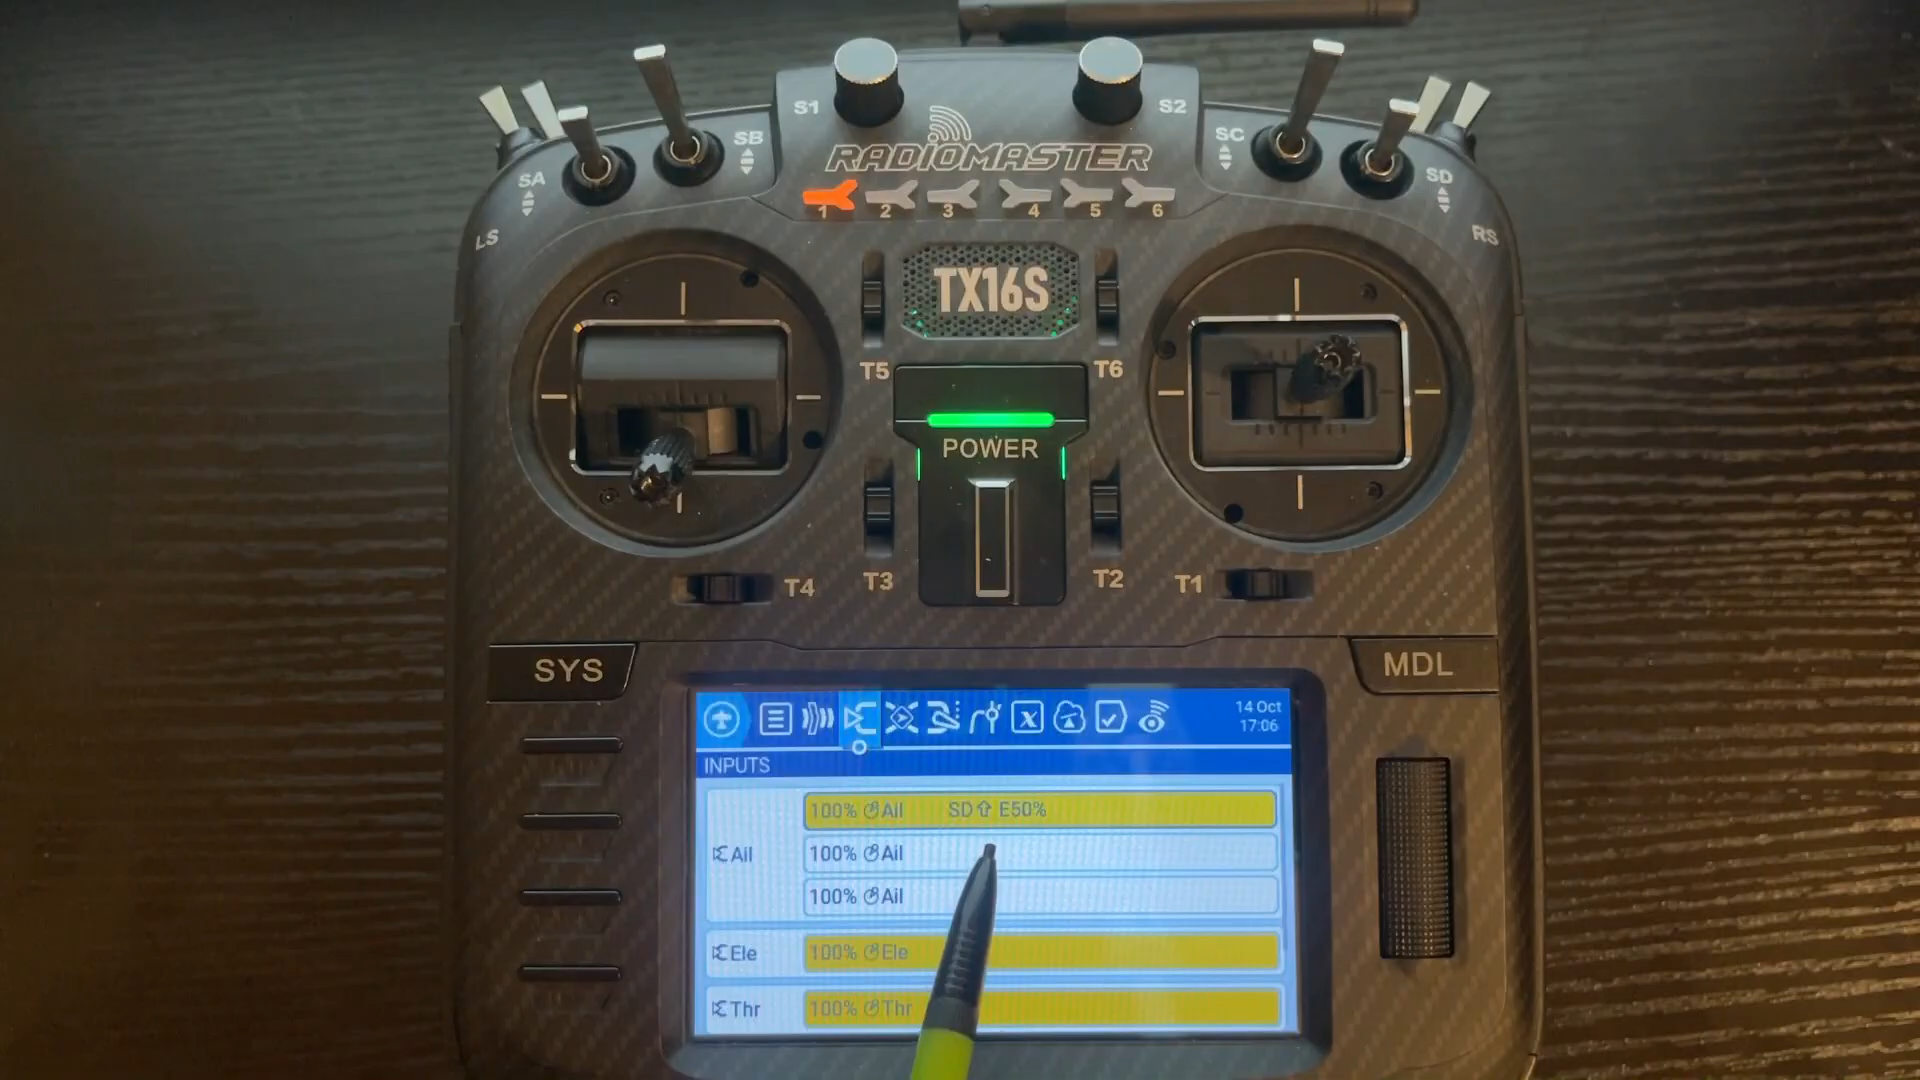 S1
S2
SB
SC
RADIOMASTER
SA
SD
1 2 3 4 5 6
LS
RS
TX16S
T5
T6
POWER
T4
T3
T2
T1
SYS
MDL
14 Oct
17:06
X
INPUTS
Ail
100% Ail SD E50%
100% Ail
100% Ail
Ele
100% Ele
Thr
100% Thr